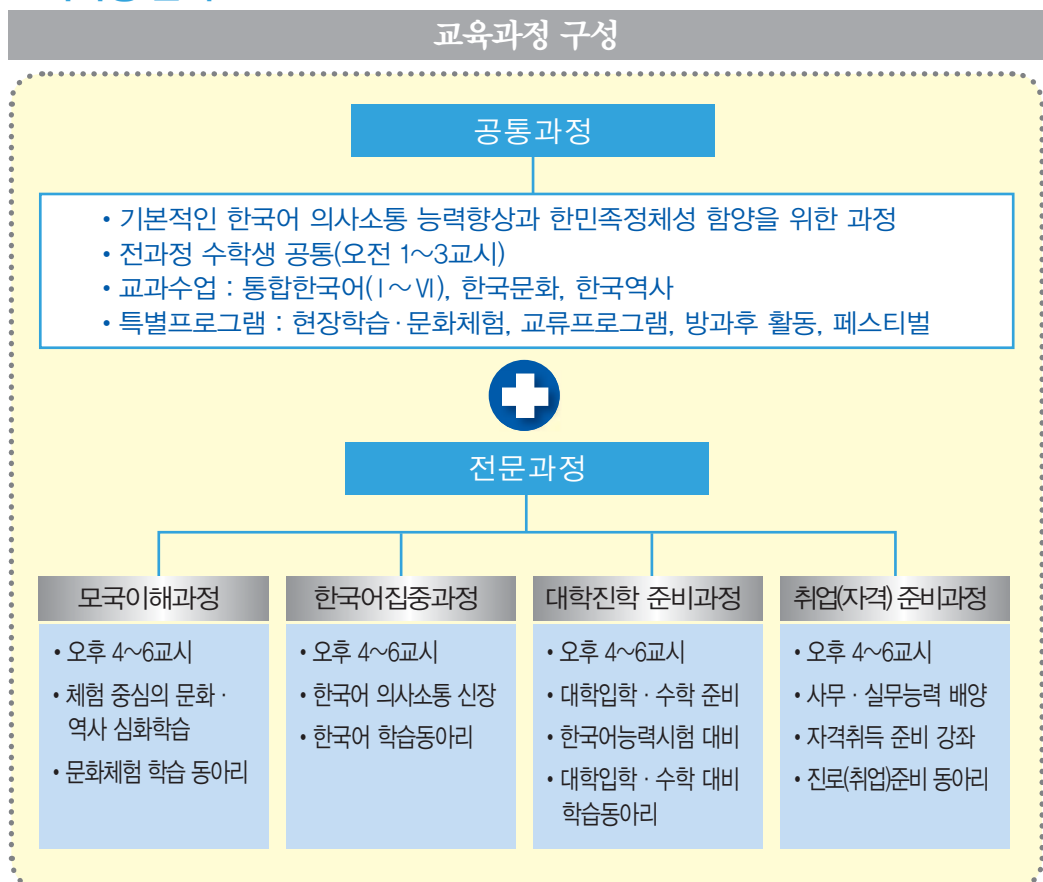 교육과정 구성
공통과정
• 기본적인 한국어 의사소통 능력향상과 한민족정체성 함양을 위한 과정
• 전과정 수학생 공통(오전 1～3교시)
• 교과수업 : 통합한국어(Ⅰ～Ⅵ), 한국문화, 한국역사
• 특별프로그램 : 현장학습·문화체험, 교류프로그램, 방과후 활동, 페스티벌
전문과정
모국이해과정
• 오후 4～6교시
• 체험 중심의 문화·
역사 심화학습
• 문화체험 학습 동아리
한국어집중과정
• 오후 4～6교시
• 한국어 의사소통 신장
• 한국어 학습동아리
대학진학 준비과정
• 오후 4～6교시
• 대학입학·수학 준비
• 한국어능력시험 대비
• 대학입학·수학 대비
학습동아리
취업(자격) 준비과정
• 오후 4～6교시
• 사무·실무능력 배양
• 자격취득 준비 강좌
• 진로(취업)준비 동아리